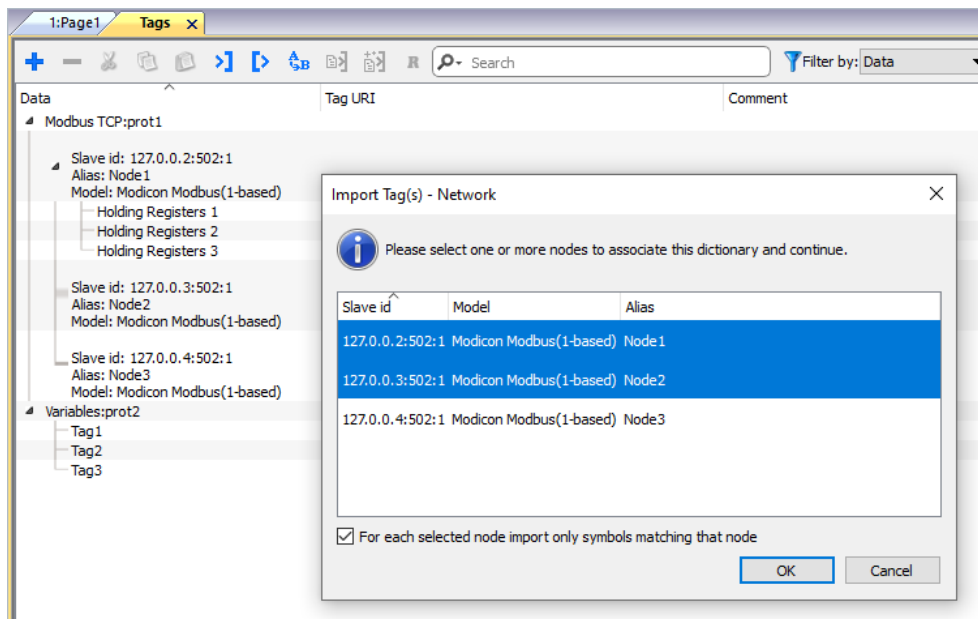 1:Page1 Tags
Search Filter by: Data
Data Tag URI Comment
Modbus TCP:prot1
Slave id: 127.0.0.2:502:1
Alias: Node1
Model: Modicon Modbus(1-based)
Holding Registers 1
Holding Registers 2
Holding Registers 3
Slave id: 127.0.0.3:502:1
Alias: Node2
Model: Modicon Modbus(1-based)
Slave id: 127.0.0.4:502:1
Alias: Node3
Model: Modicon Modbus(1-based)
Variables:prot2
Tag1
Tag2
Tag3
Import Tag(s) - Network
Please select one or more nodes to associate this dictionary and continue.
Slave id Model Alias
127.0.0.2:502:1 Modicon Modbus(1-based) Node1
127.0.0.3:502:1 Modicon Modbus(1-based) Node2
127.0.0.4:502:1 Modicon Modbus(1-based) Node3
For each selected node import only symbols matching that node
OK Cancel